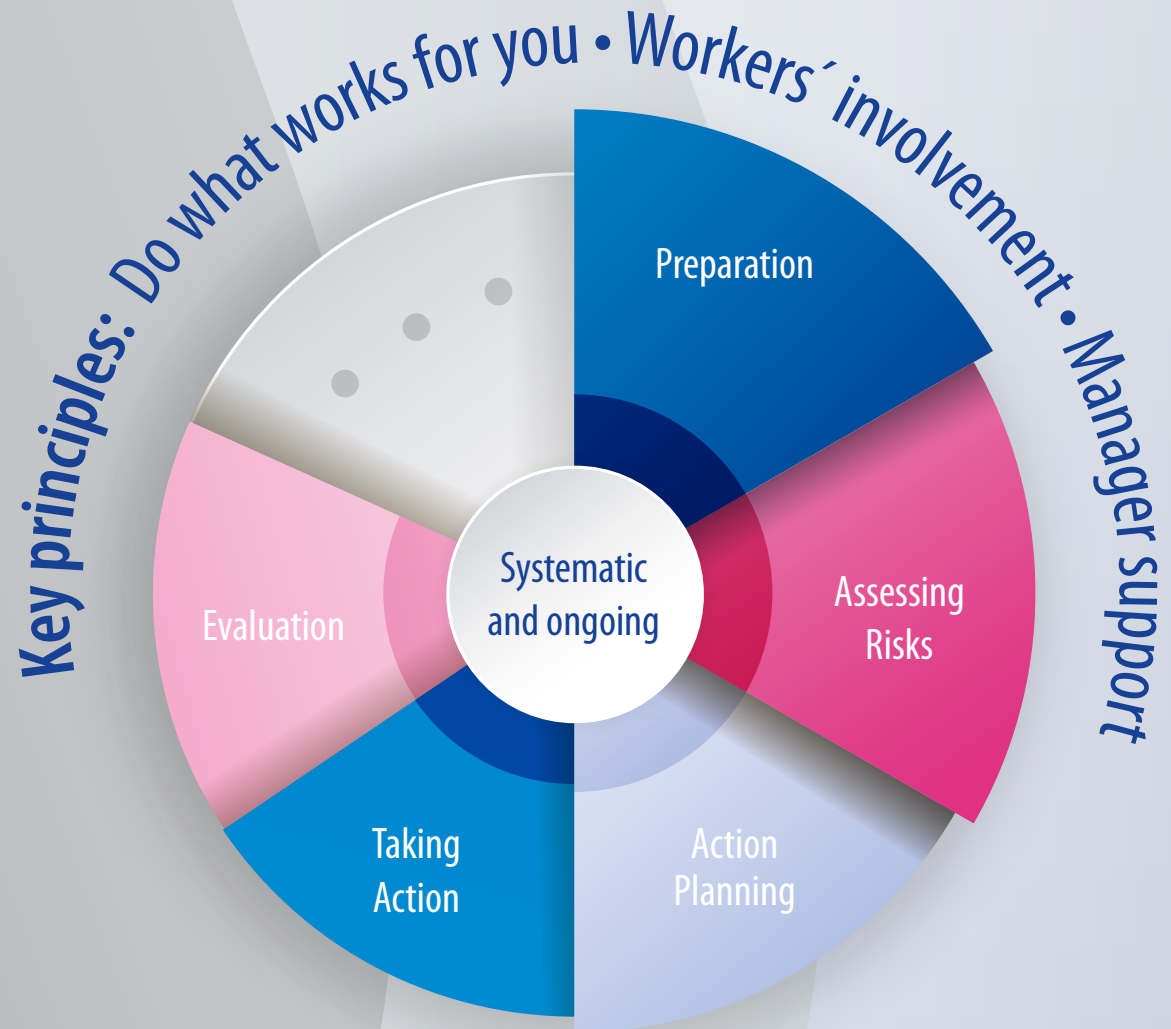 Key principles: Do what works for you • Workers´ involvement • Manager support
Preparation
Assessing
Risks
Action
Planning
Taking
Action
Evaluation
Systematic
and ongoing